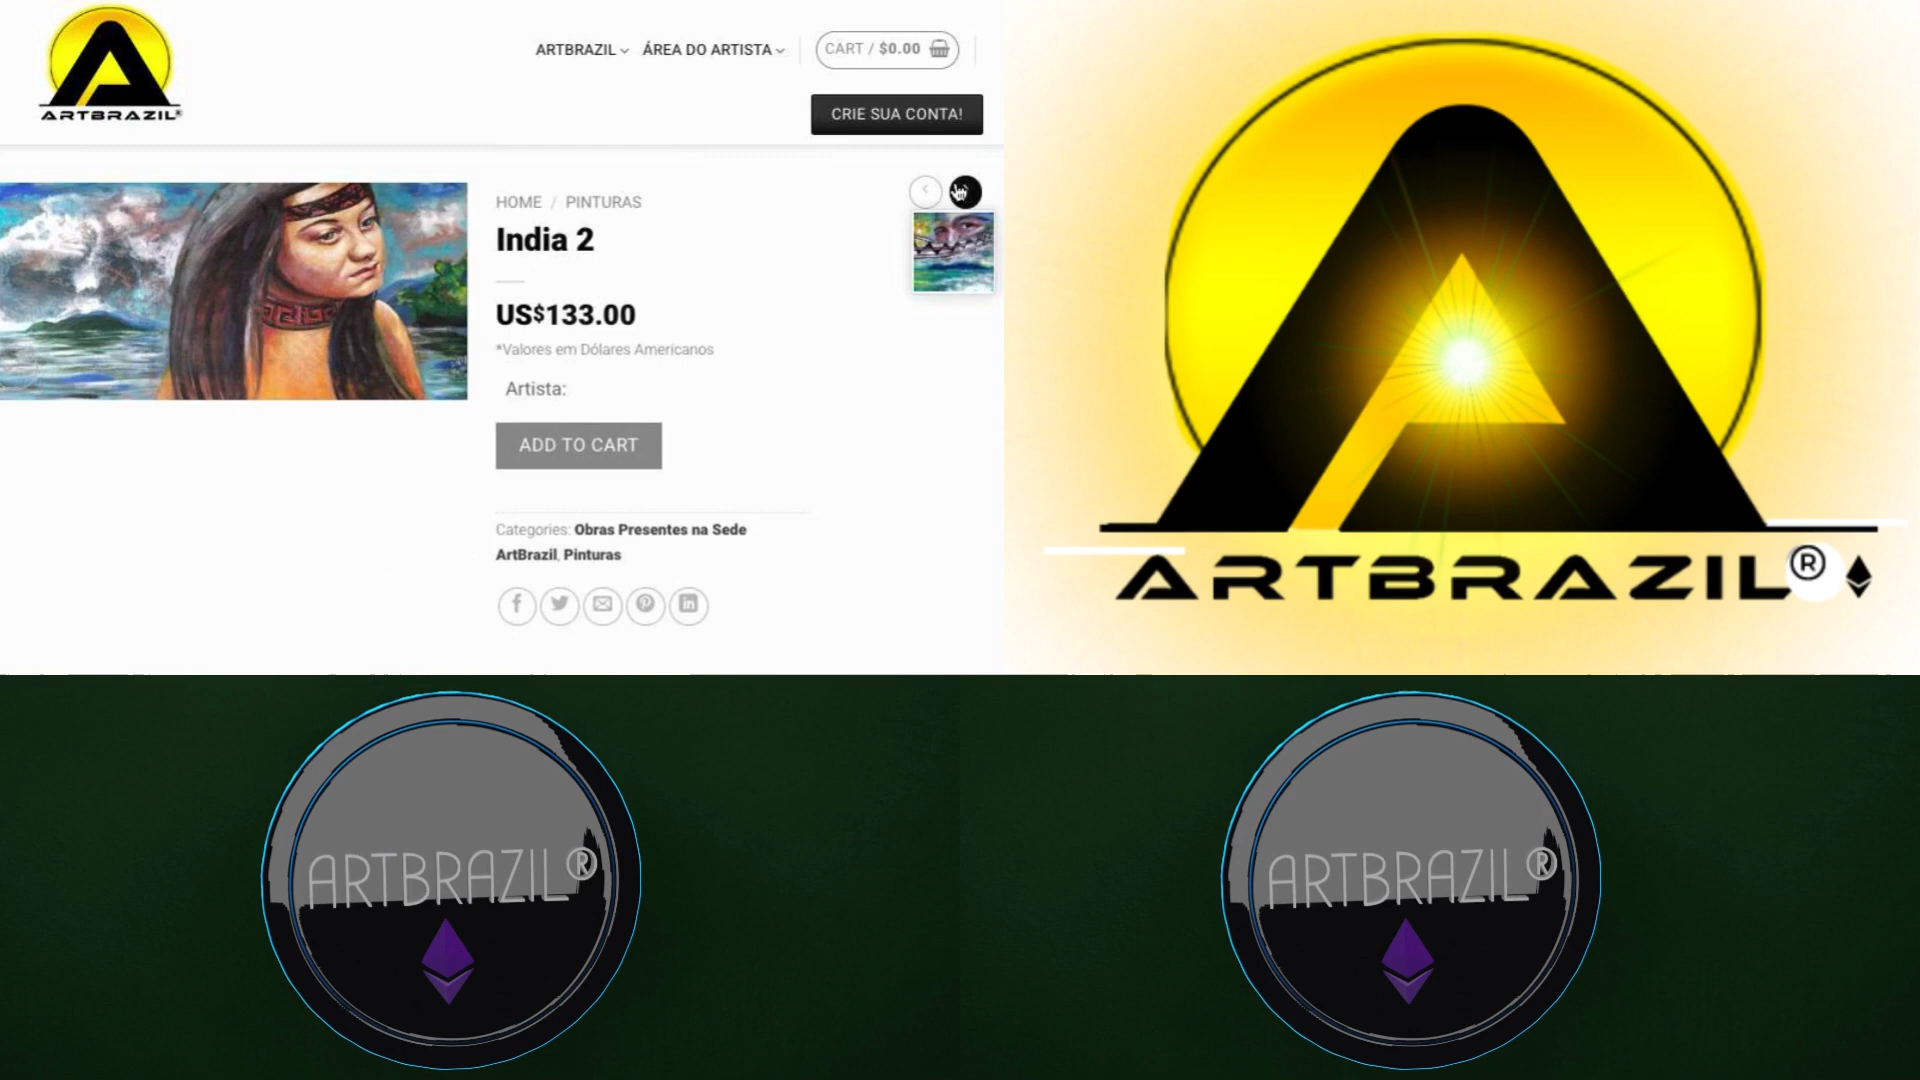 ARTBRAZIL®
ARTBRAZIL ÁREA DO ARTISTA CART / $0.00
CRIE SUA CONTA!
HOME / PINTURAS
India 2
US$133.00
*Valores em Dólares Americanos
Artista:
ADD TO CART
Categories: Obras Presentes na Sede
ArtBrazil, Pinturas
ARTBRAZIL®
ARTBRAZIL®
ARTBRAZIL®